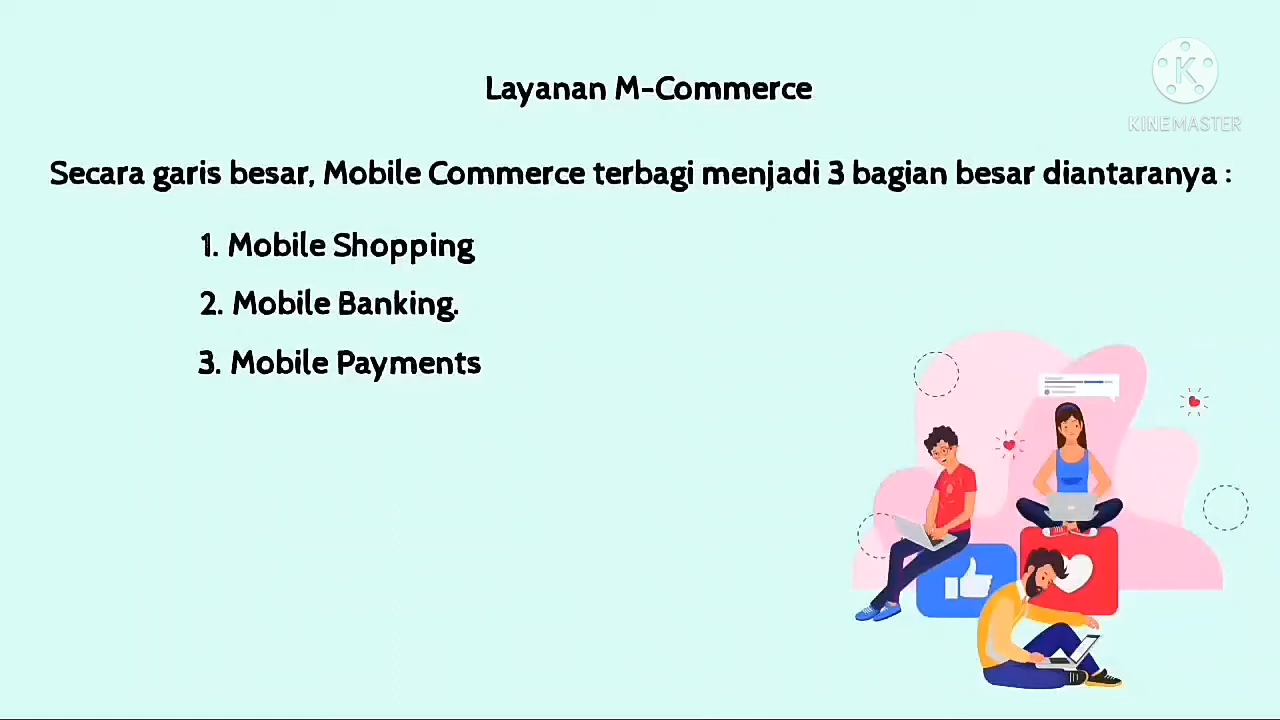 Layanan M-Commerce
K
KINEMASTER
Secara garis besar, Mobile Commerce terbagi menjadi 3 bagian besar diantaranya :
1. Mobile Shopping
2. Mobile Banking.
3. Mobile Payments